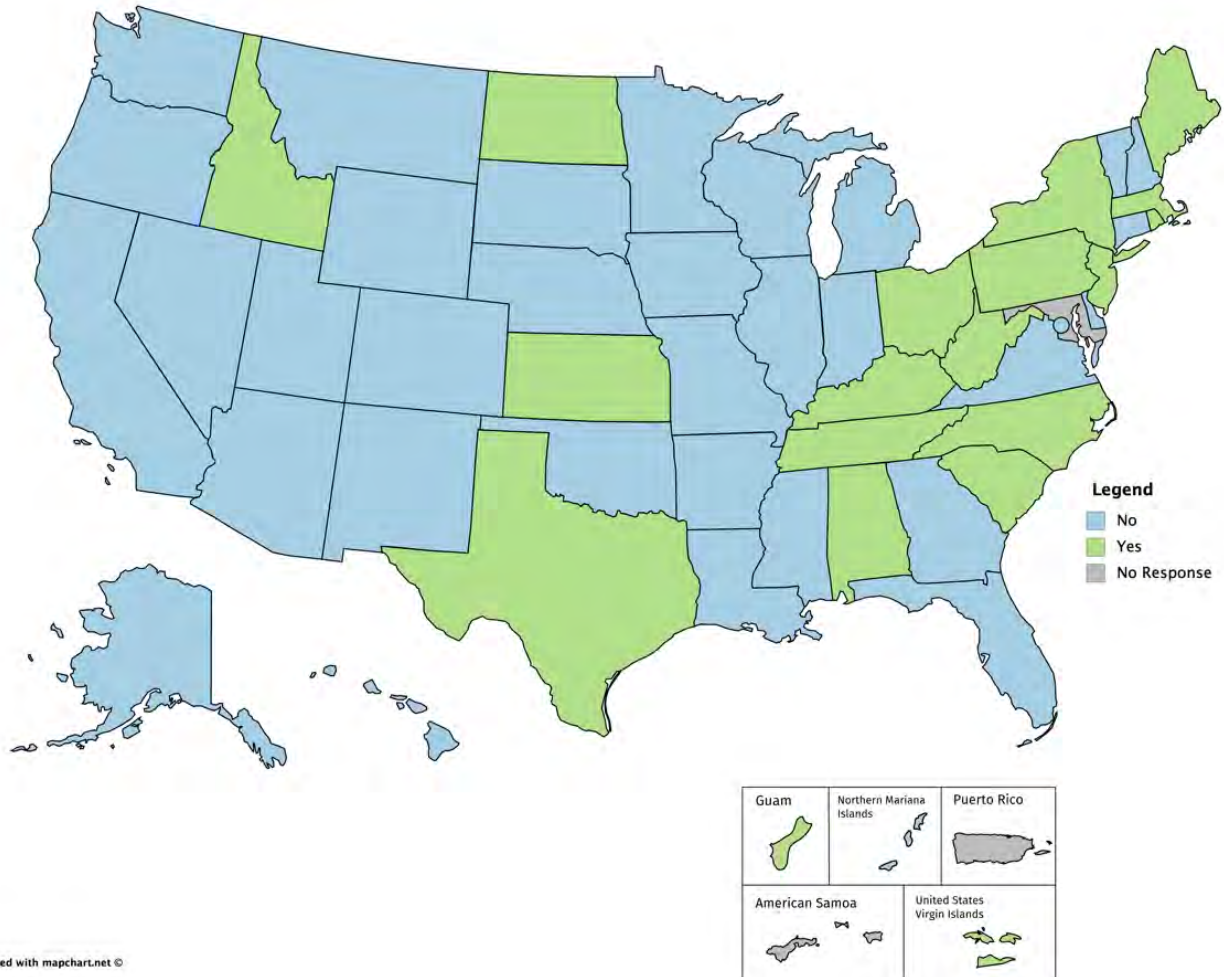 Legend
No
Yes
No Response
Guam
Northern Mariana
Islands
Puerto Rico
American Samoa
United States
Virgin Islands
ed with mapchart.net ©